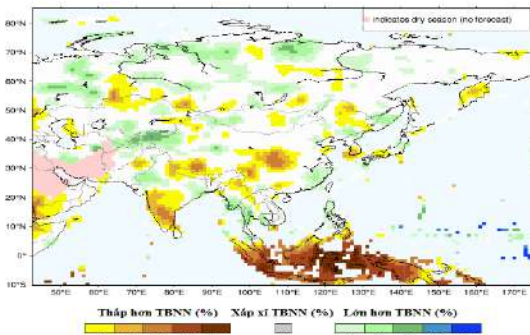 indicates dry season (no forecast)
80°N
70°N
60°N
50°N
40°N
30°N
20°N
10°N
0°
10°S
50°E 60°E 70°E 80°E 90°E 100°E 110°E 120°E 130°E 140°E 150°E 160°E 170°E
Thấp hơn TBNN (%) Xấp xỉ TBNN (%) Lớn hơn TBNN (%)